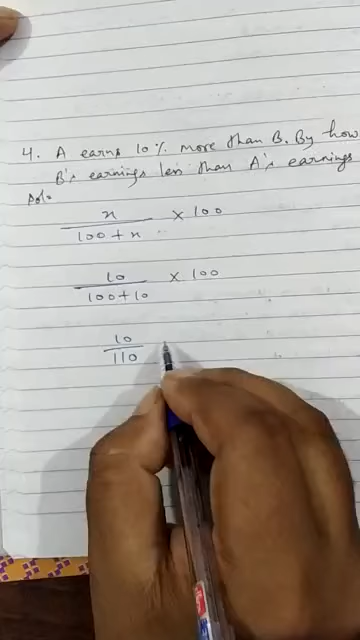 4. A earns 10% more than B. By how
B's earnings less than A's earnings
Soln
x / 100 + x × 100
10 / 100 + 10 × 100
10 / 110